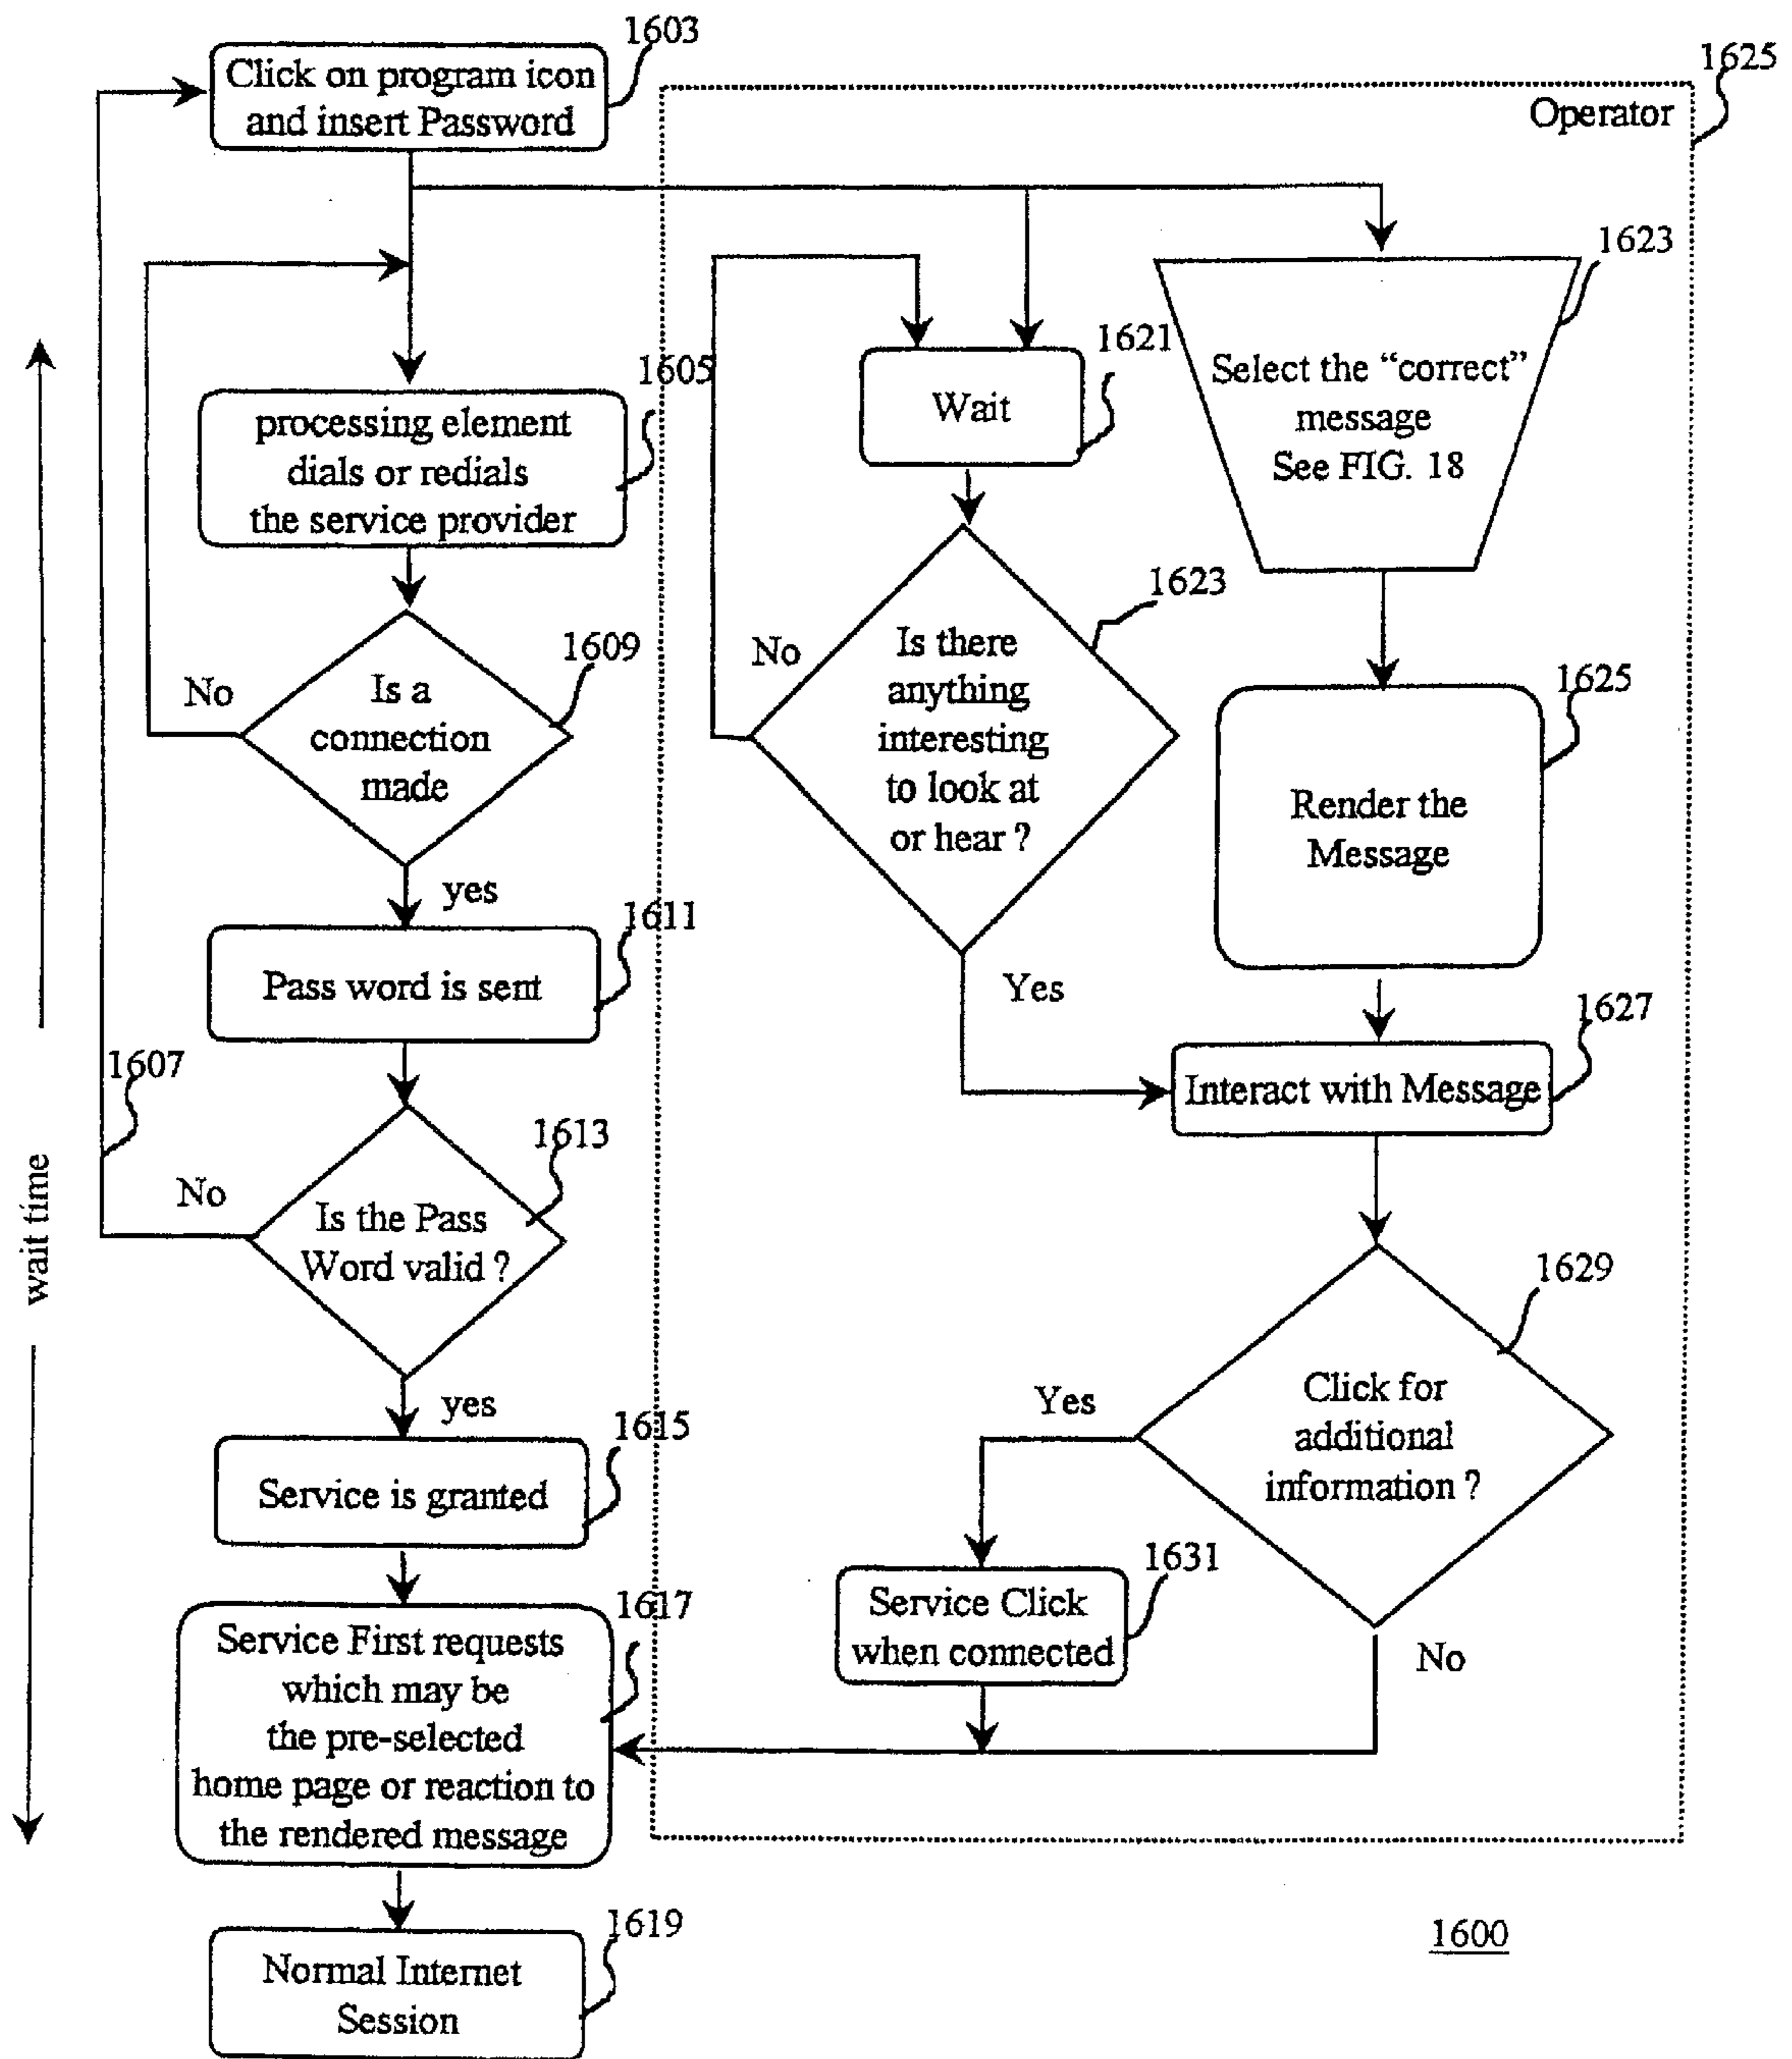 1603
Click on program icon
and insert Password
1625
Operator
1623
Select the “correct”
message
See FIG. 18
1621
Wait
1605
processing element
dials or redials
the service provider
1609
Is a
connection
made
No
yes
1623
Is there
anything
interesting
to look at
or hear ?
No
Yes
1625
Render the
Message
1611
Pass word is sent
1627
Interact with Message
1607
1613
Is the Pass
Word valid ?
No
yes
wait time
1629
Click for
additional
information ?
Yes
No
1615
Service is granted
1631
Service Click
when connected
1617
Service First requests
which may be
the pre-selected
home page or reaction to
the rendered message
1619
Normal Internet
Session
1600